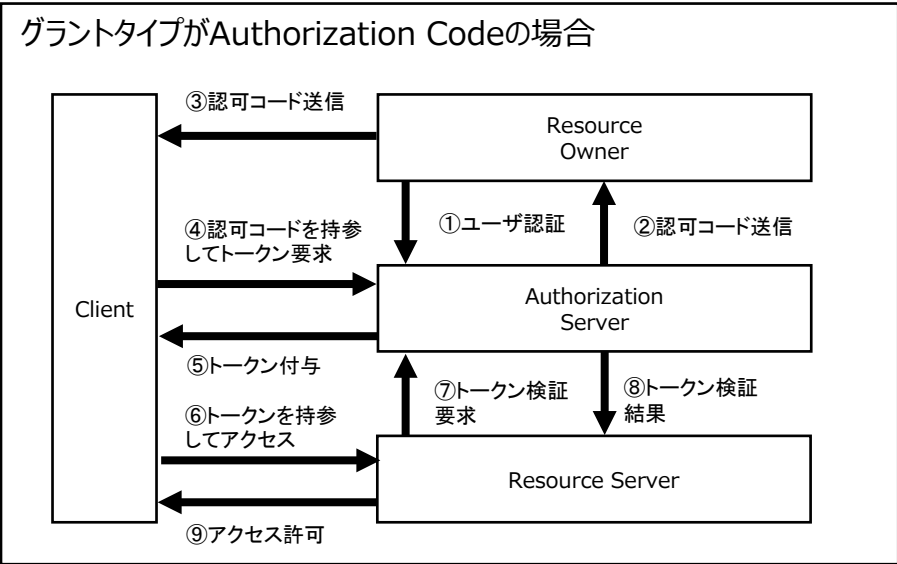 グラントタイプがAuthorization Codeの場合
③認可コード送信
Resource
Owner
①ユーザ認証
②認可コード送信
④認可コードを持参
してトークン要求
Client
Authorization
Server
⑤トークン付与
⑦トークン検証
要求
⑧トークン検証
結果
⑥トークンを持参
してアクセス
Resource Server
⑨アクセス許可